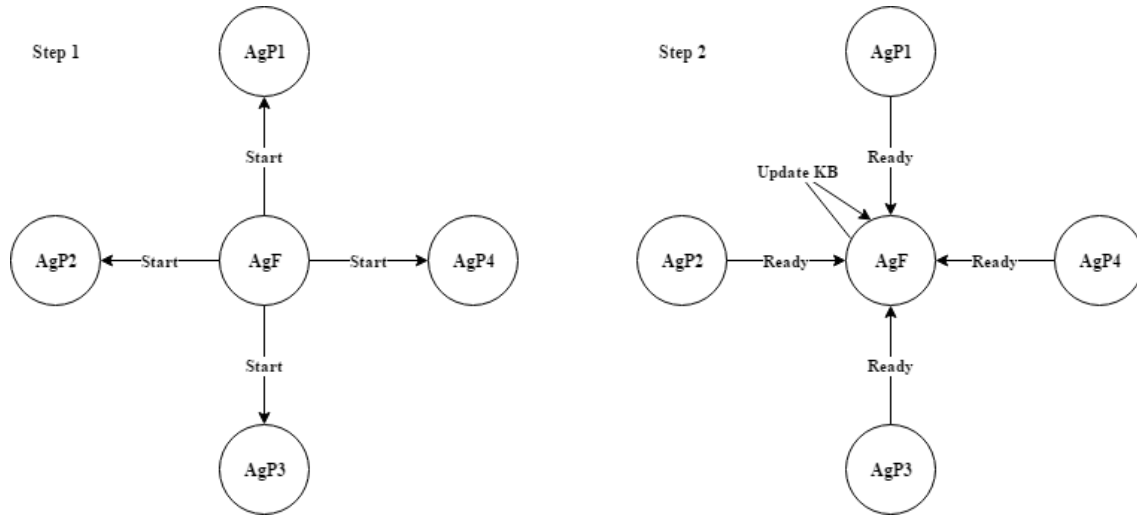 Step 1
AgP1
Start
AgP2
Start
AgF
Start
AgP4
Start
AgP3
Step 2
AgP1
Ready
Update KB
AgP2
Ready
AgF
Ready
AgP4
Ready
AgP3